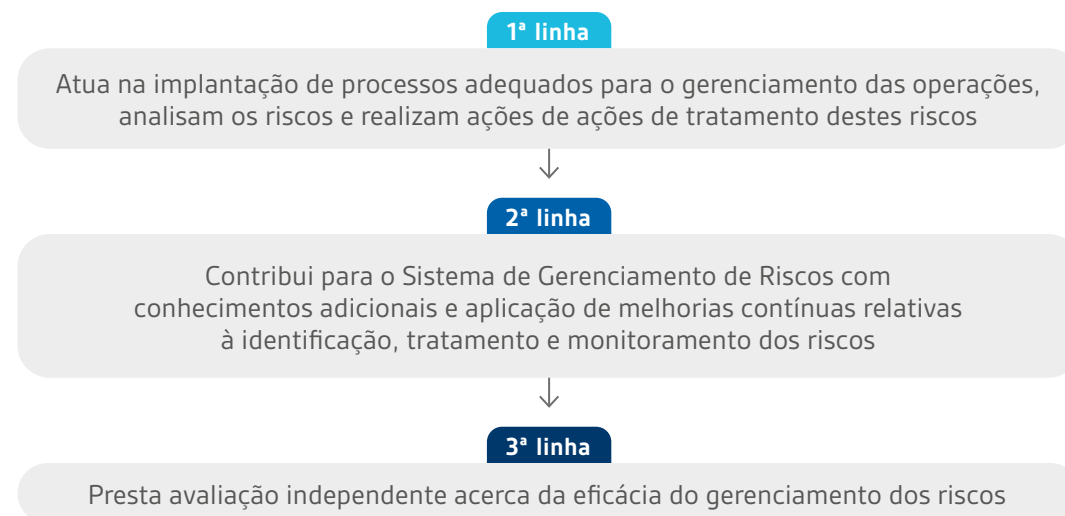 1ª linha
Atua na implantação de processos adequados para o gerenciamento das operações,
analisam os riscos e realizam ações de ações de tratamento destes riscos
2ª linha
Contribui para o Sistema de Gerenciamento de Riscos com
conhecimentos adicionais e aplicação de melhorias contínuas relativas
à identificação, tratamento e monitoramento dos riscos
3ª linha
Presta avaliação independente acerca da eficácia do gerenciamento dos riscos